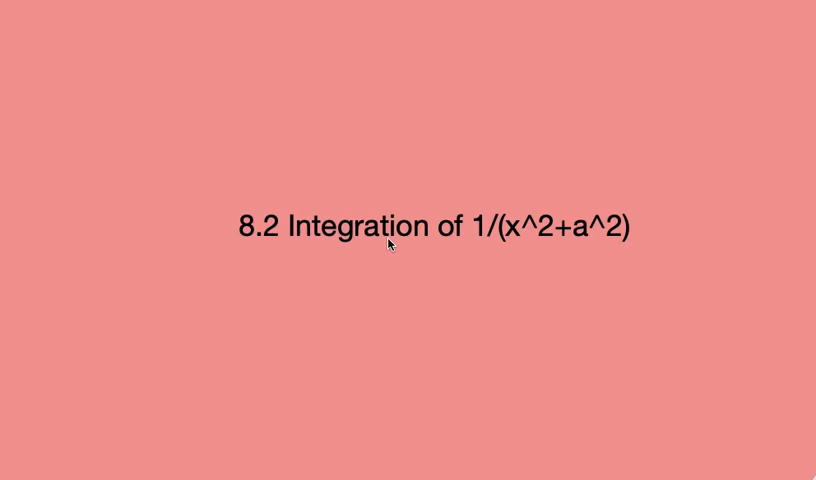 8.2 Integration of 1/(x^2+a^2)